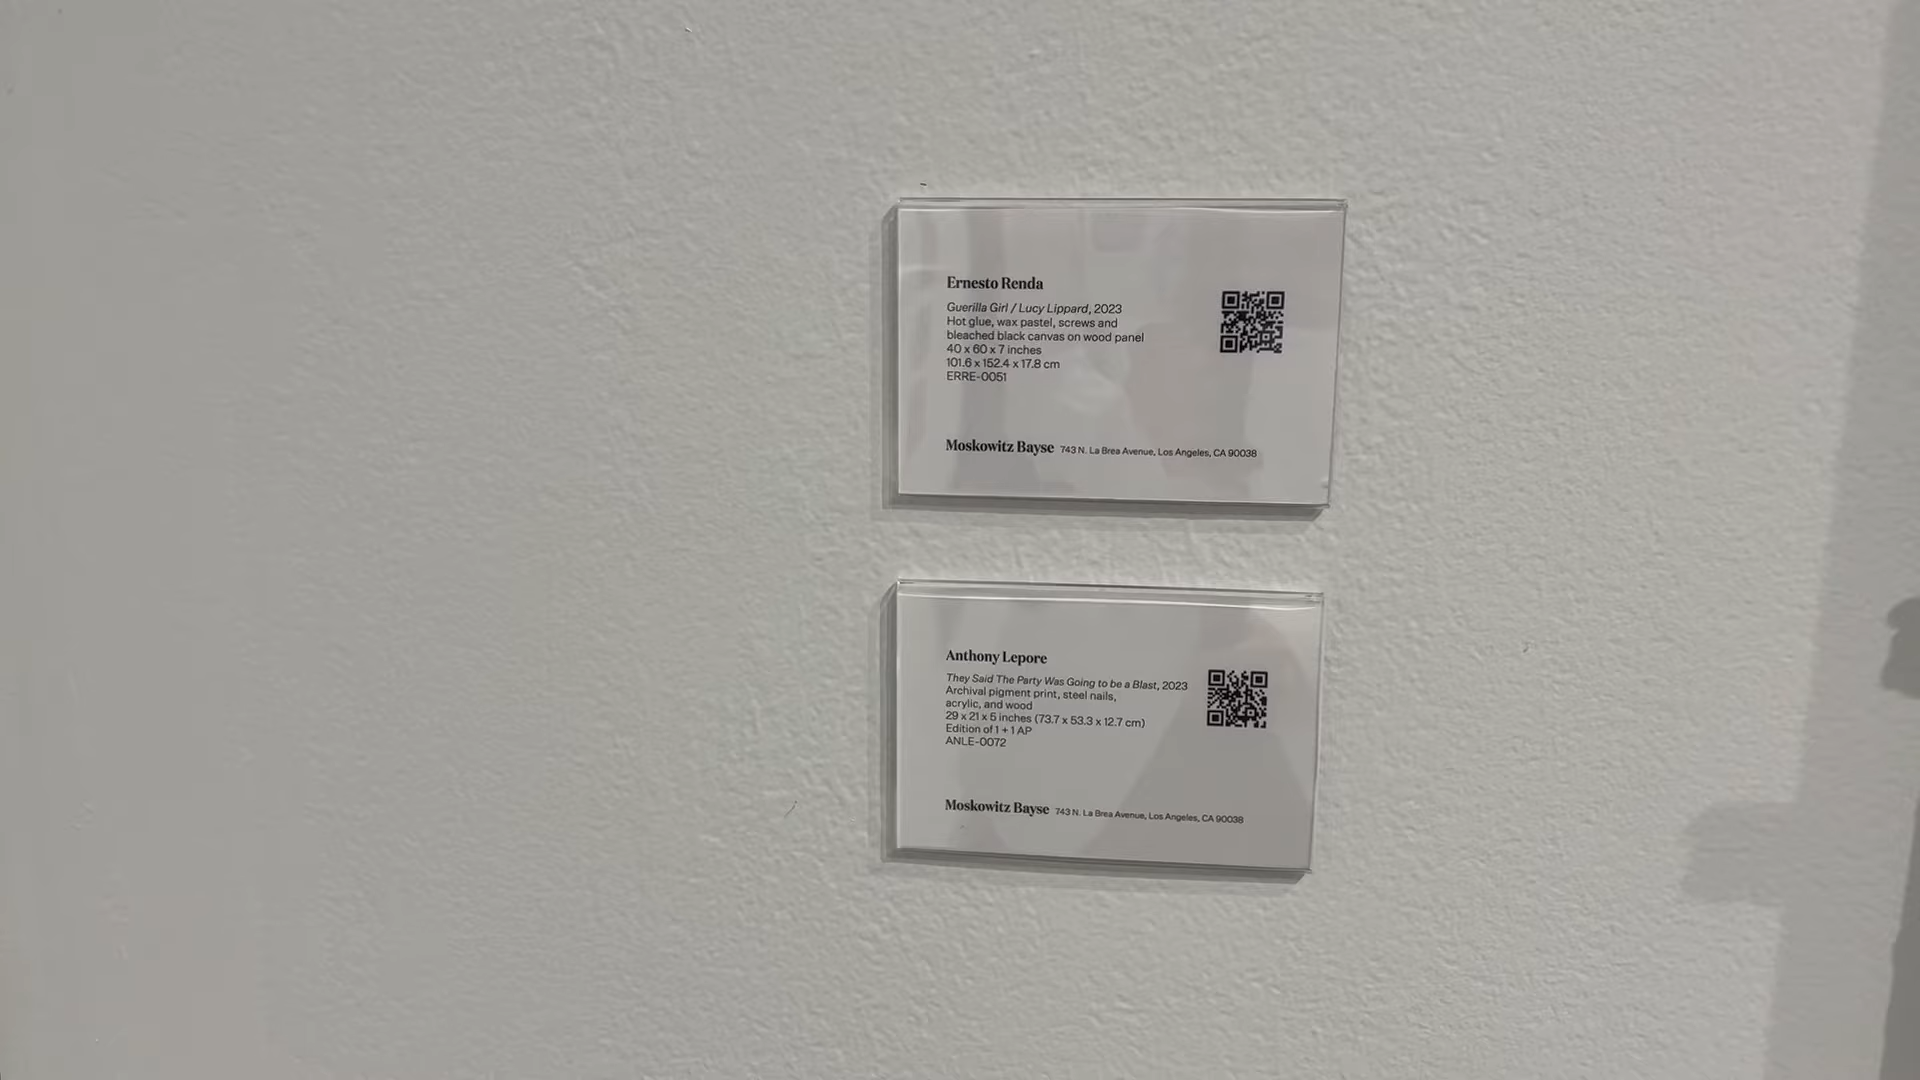 Ernesto Renda
Guerilla Girl / Lucy Lippard, 2023
Hot glue, wax pastel, screws and
bleached black canvas on wood panel
40 x 60 x 7 inches
101.6 x 152.4 x 17.8 cm
ERRE-0051
Moskowitz Bayse 743 N. La Brea Avenue, Los Angeles, CA 90038
Anthony Lepore
They Said The Party Was Going to be a Blast, 2023
Archival pigment print, steel nails,
acrylic, and wood
29 x 21 x 5 inches (73.7 x 53.3 x 12.7 cm)
Edition of 1 + 1 AP
ANLE-0072
Moskowitz Bayse 743 N. La Brea Avenue, Los Angeles, CA 90038